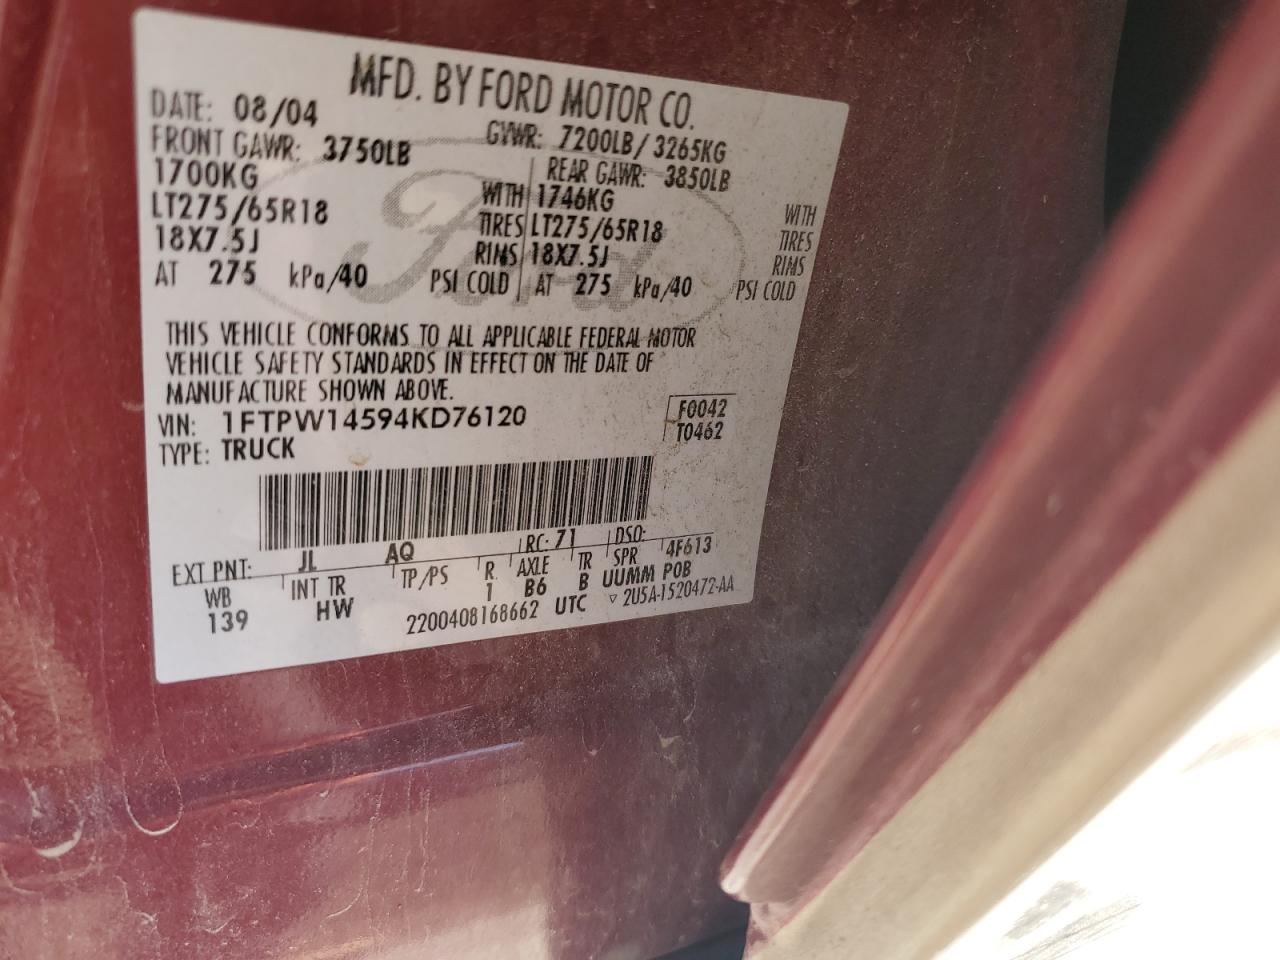 MFD. BY FORD MOTOR CO.
DATE: 08/04 GVWR: 7200LB/ 3265KG
FRONT GAWR: 3750LB REAR GAWR: 3850LB
1700KG WITH 1746KG WITH
LT275/65R18 TIRES LT275/65R18 TIRES
18X7.5J RIMS 18X7.5J RIMS
AT 275 kPa/40 PSI COLD AT 275 kPa/40 PSI COLD
Ford
THIS VEHICLE CONFORMS TO ALL APPLICABLE FEDERAL MOTOR
VEHICLE SAFETY STANDARDS IN EFFECT ON THE DATE OF
MANUFACTURE SHOWN ABOVE.
VIN: 1FTPW14594KD76120 F0042
TYPE: TRUCK T0462
EXT PNT: JL AQ RC: 71 DSO: 4F613
WB INT TR TP/PS R AXLE TR SPR
139 HW 1 B6 B UUMM POB
2200408168662 UTC ▽ 2U5A-1520472-AA